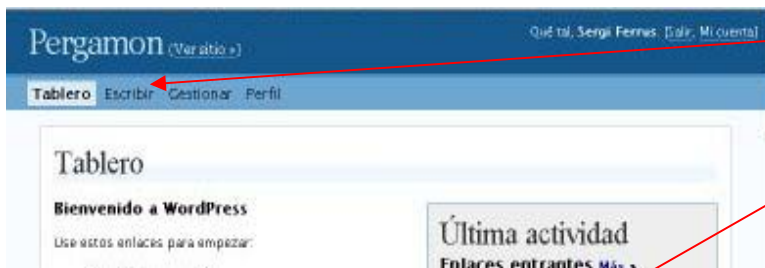 Pergamon (Ver sitio »)
Qué tal, Sergi Ferrus. [Salir, Mi cuenta]
Tablero Escribir Gestionar Perfil
Tablero
Bienvenido a WordPress
Use estos enlaces para empezar:
Última actividad
Enlaces entrantes Más »